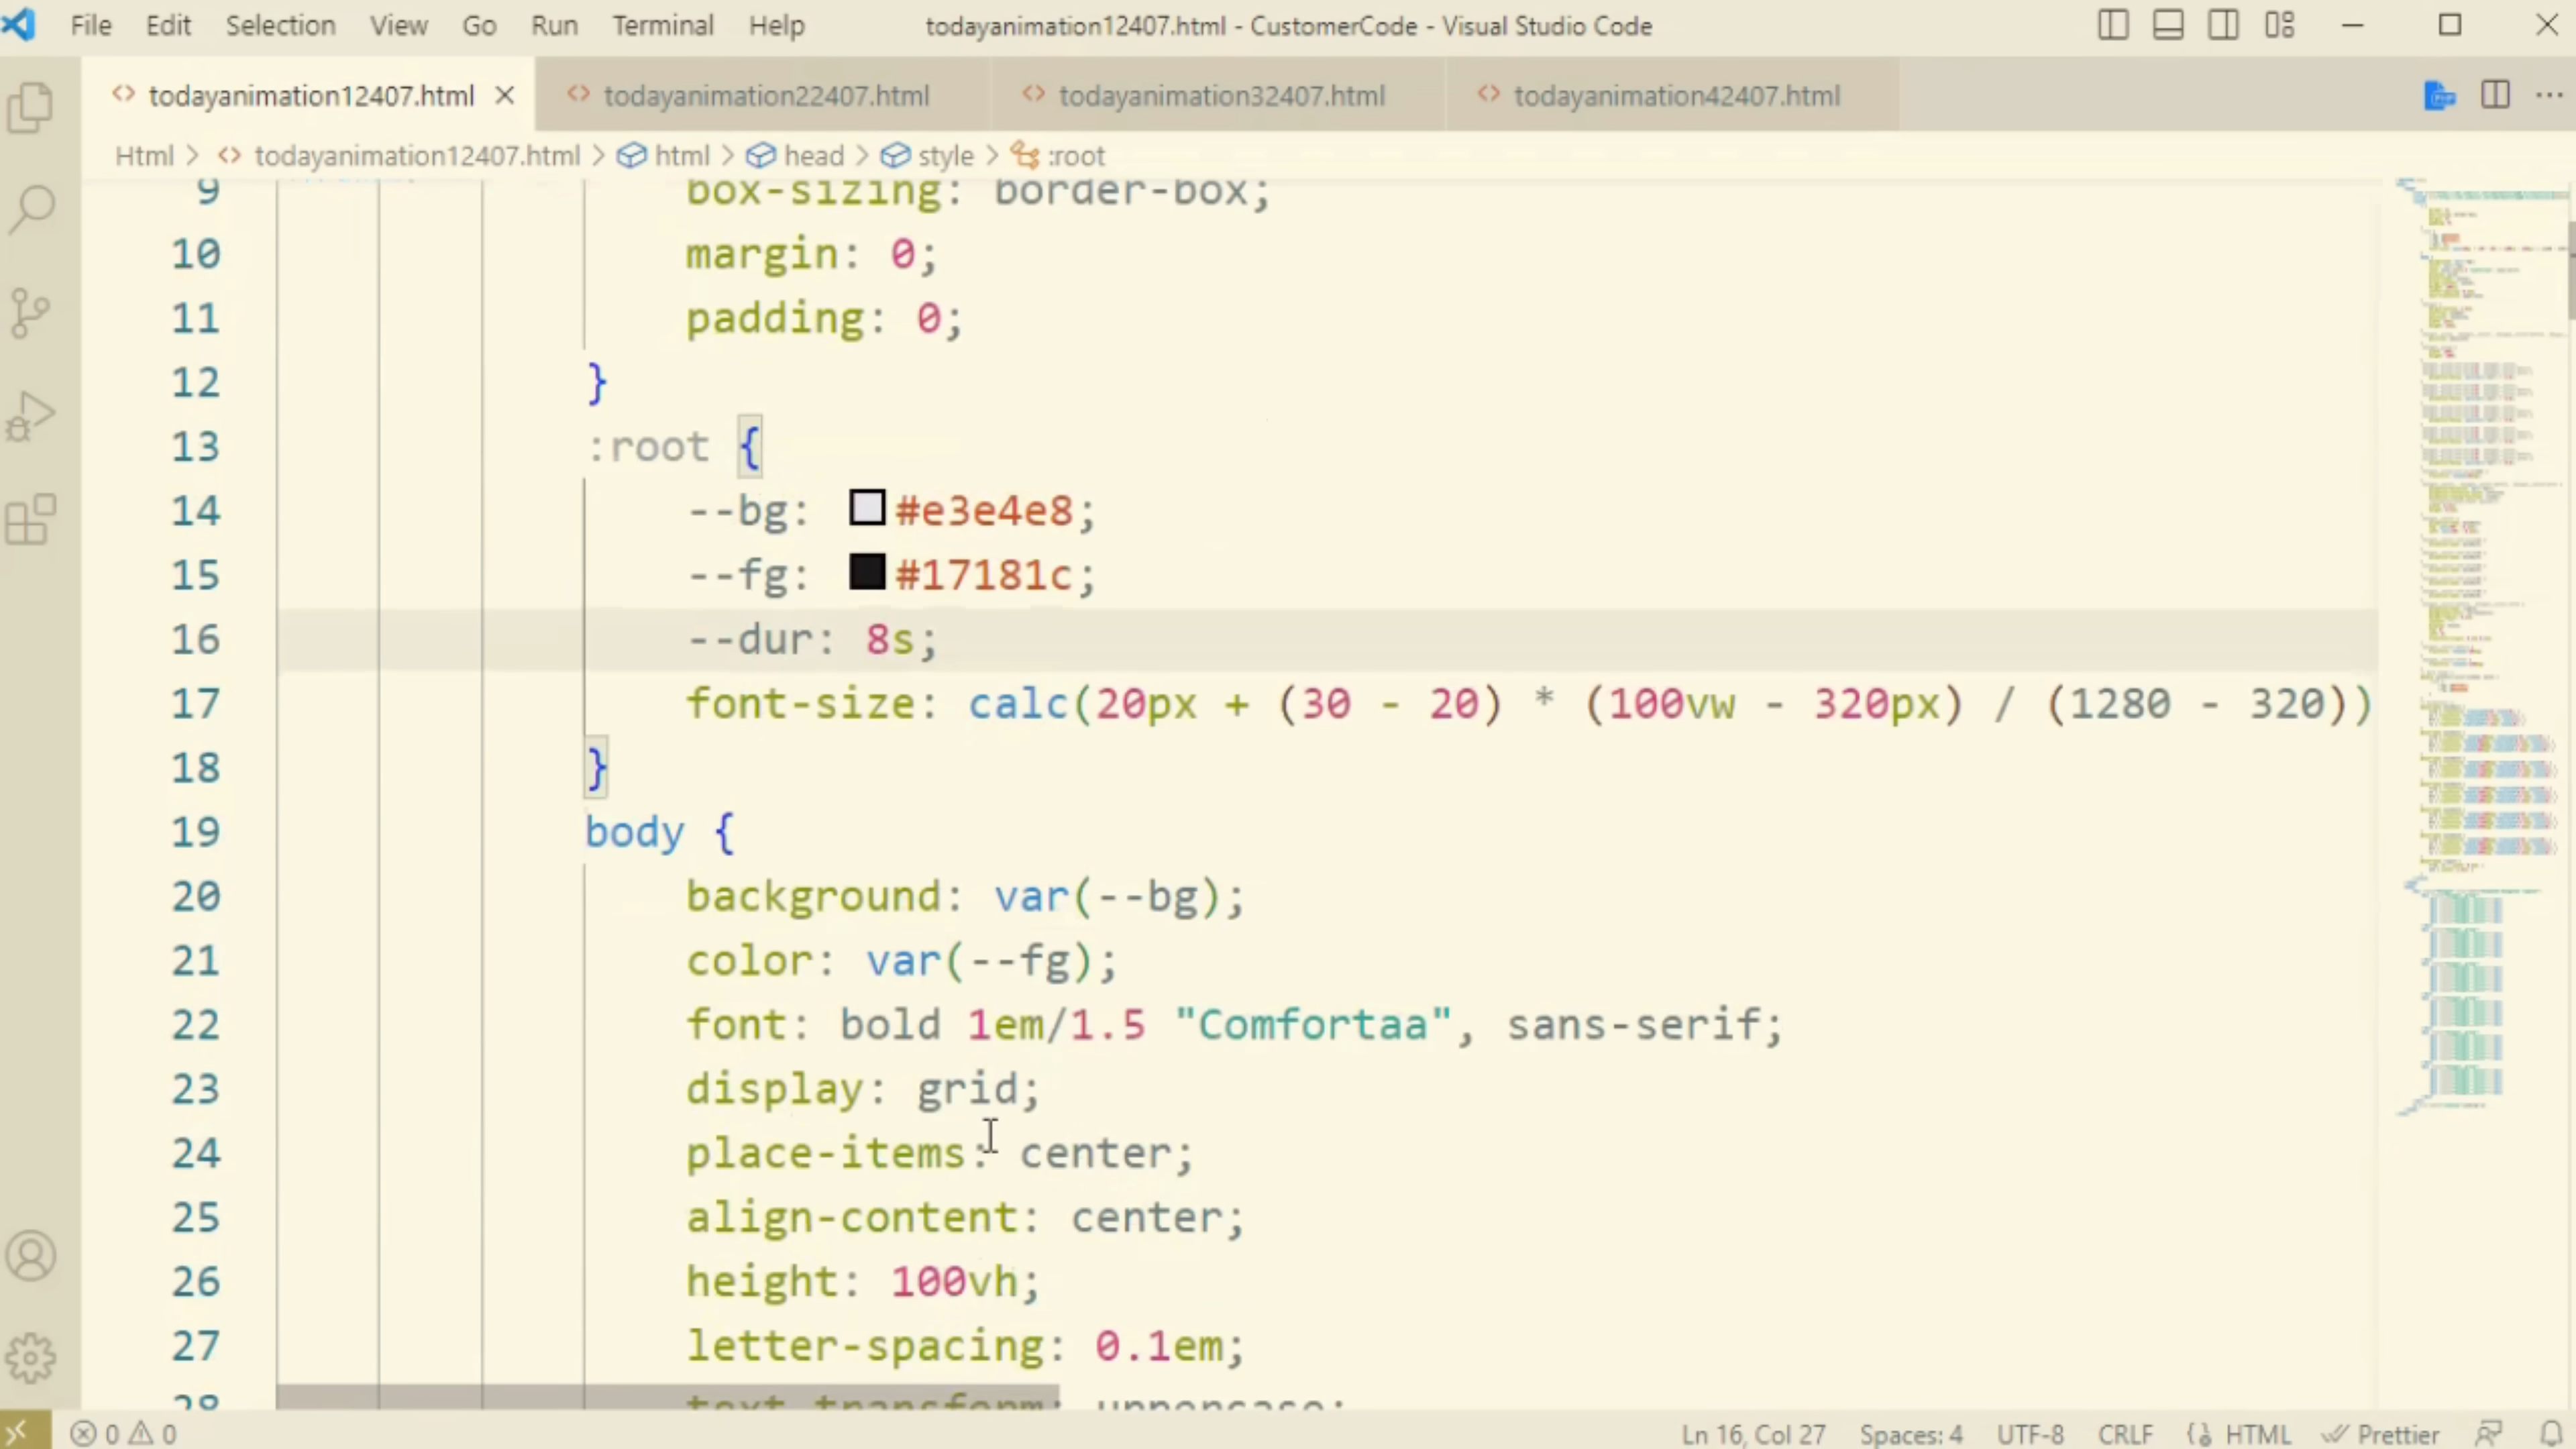 File Edit Selection View Go Run Terminal Help todayanimation12407.html - CustomerCode - Visual Studio Code
todayanimation12407.html todayanimation22407.html todayanimation32407.html todayanimation42407.html
Html > todayanimation12407.html > html > head > style > :root
9 box-sizing: border-box;
10 margin: 0;
11 padding: 0;
12 }
13 :root {
14 --bg: #e3e4e8;
15 --fg: #17181c;
16 --dur: 8s;
17 font-size: calc(20px + (30 - 20) * (100vw - 320px) / (1280 - 320))
18 }
19 body {
20 background: var(--bg);
21 color: var(--fg);
22 font: bold 1em/1.5 "Comfortaa", sans-serif;
23 display: grid;
24 place-items: center;
25 align-content: center;
26 height: 100vh;
27 letter-spacing: 0.1em;
28 text-transform: uppercase;
0 0 Ln 16, Col 27 Spaces: 4 UTF-8 CRLF HTML Prettier